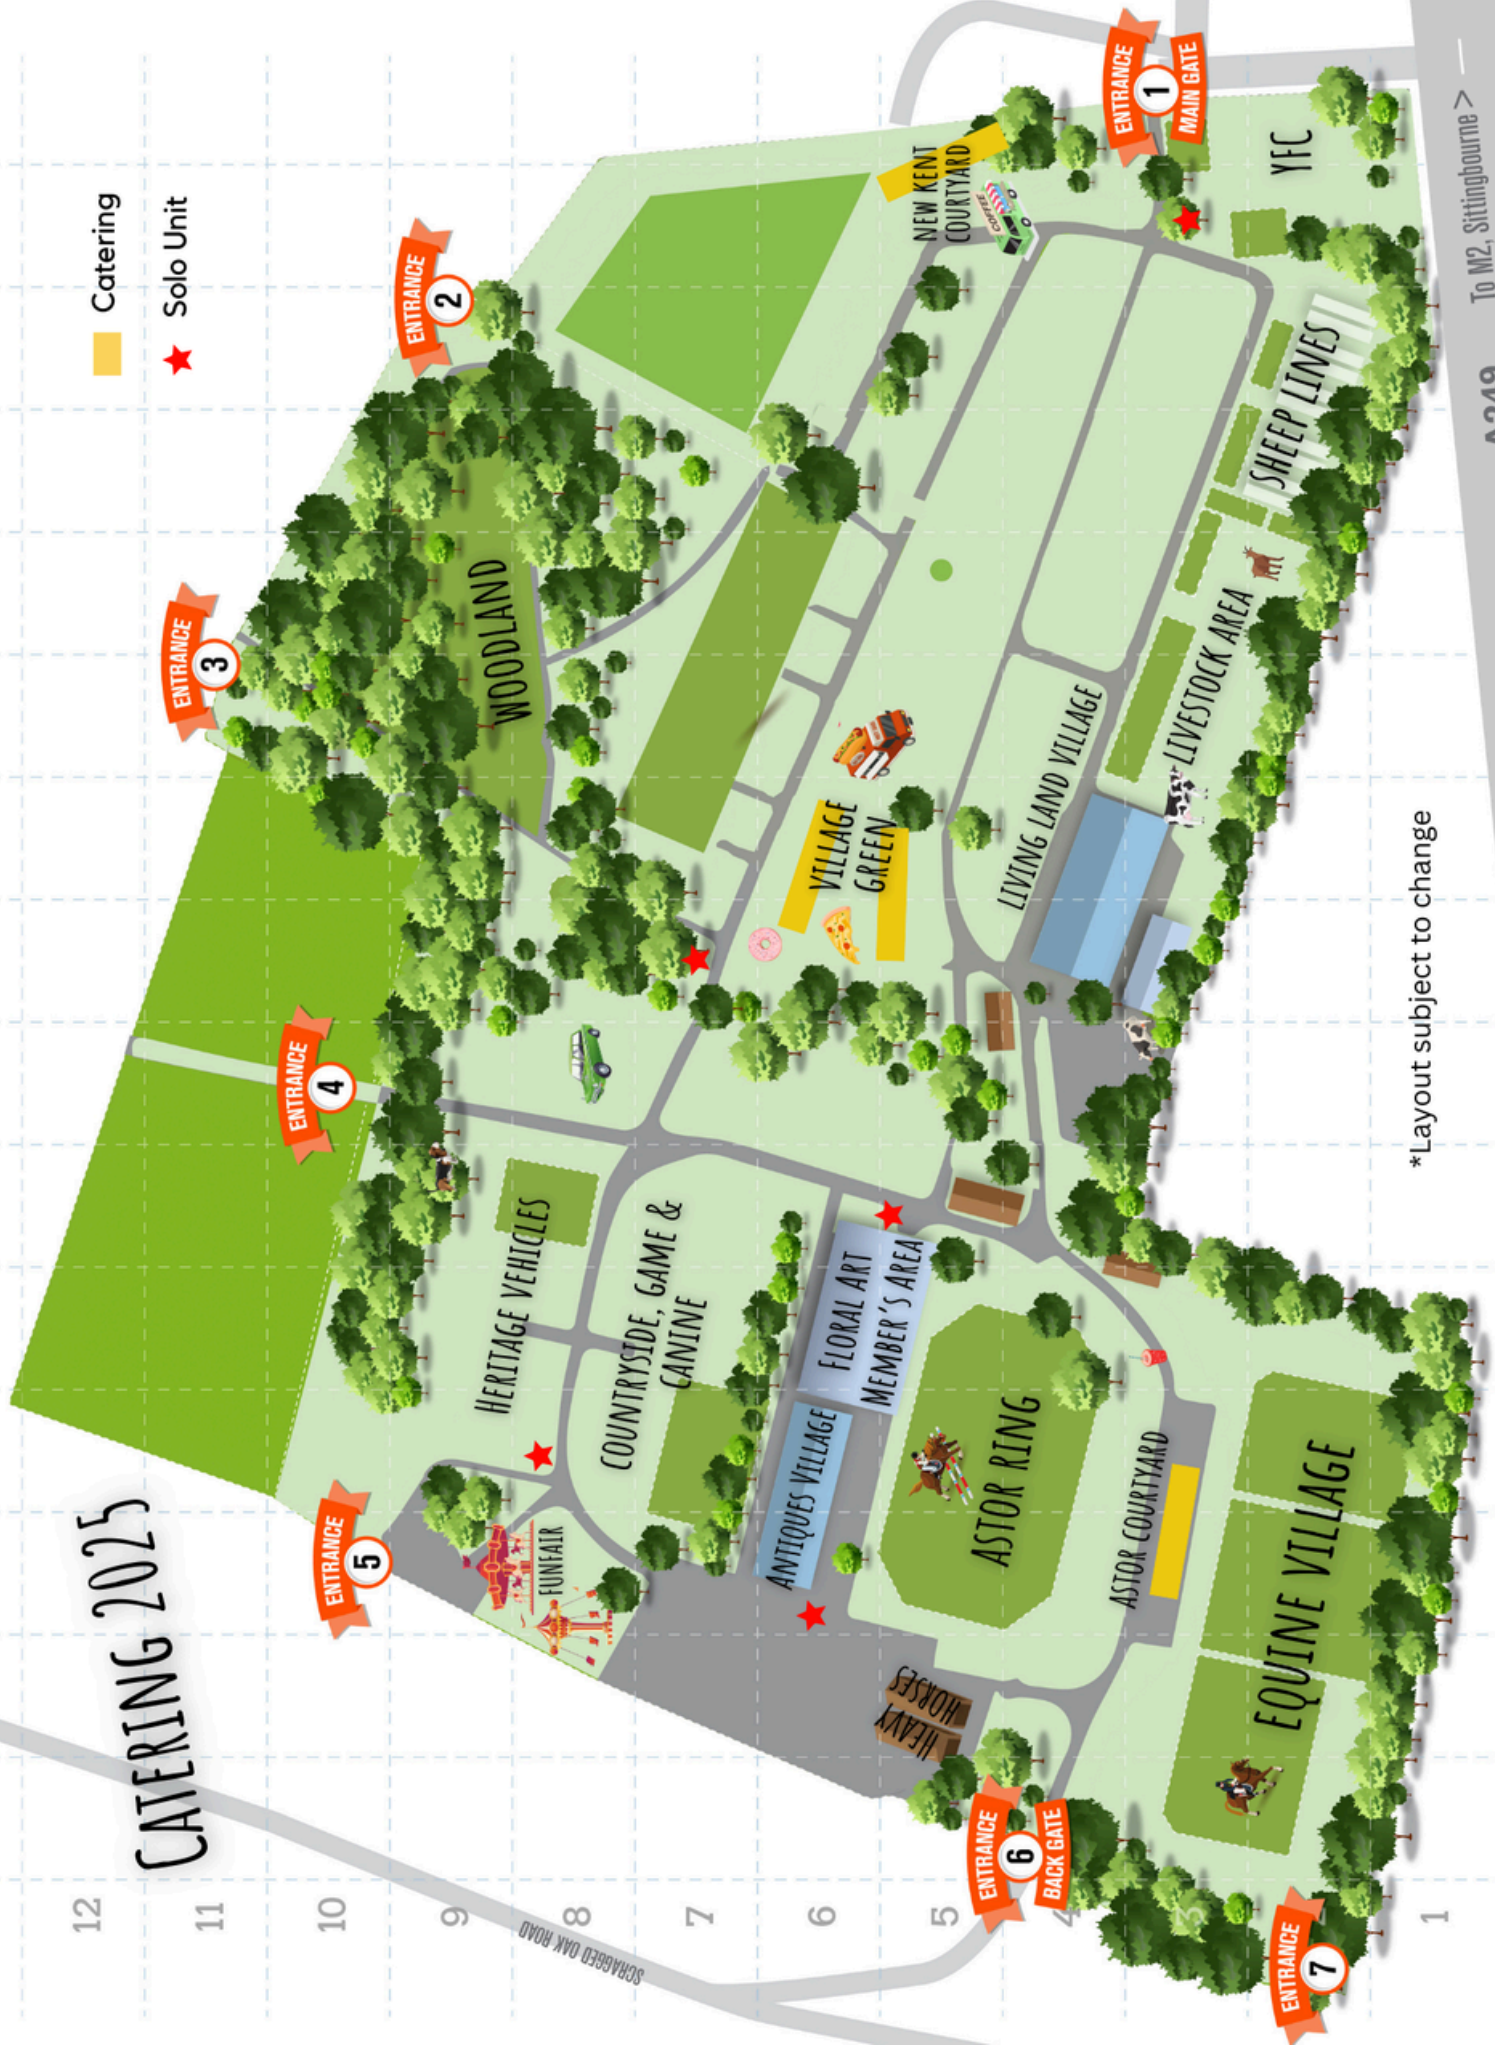 CATERING 2025
Catering
Solo Unit
ENTRANCE
1
MAIN GATE
ENTRANCE
2
ENTRANCE
3
ENTRANCE
4
ENTRANCE
5
ENTRANCE
6
BACK GATE
ENTRANCE
7
12
11
10
9
8
7
6
5
4
3
1
SCRAGGED OAK ROAD
WOODLAND
HERITAGE VEHICLES
FUNFAIR
COUNTRYSIDE, GAME &
CANINE
ANTIQUES VILLAGE
FLORAL ART
MEMBER'S AREA
VILLAGE
GREEN
NEW KENT
COURTYARD
COFFEE
HEAVY
HORSES
ASTOR RING
ASTOR COURTYARD
EQUINE VILLAGE
LIVING LAND VILLAGE
LIVESTOCK AREA
SHEEP LINES
YFC
*Layout subject to change
A249
To M2, Sittingbourne >